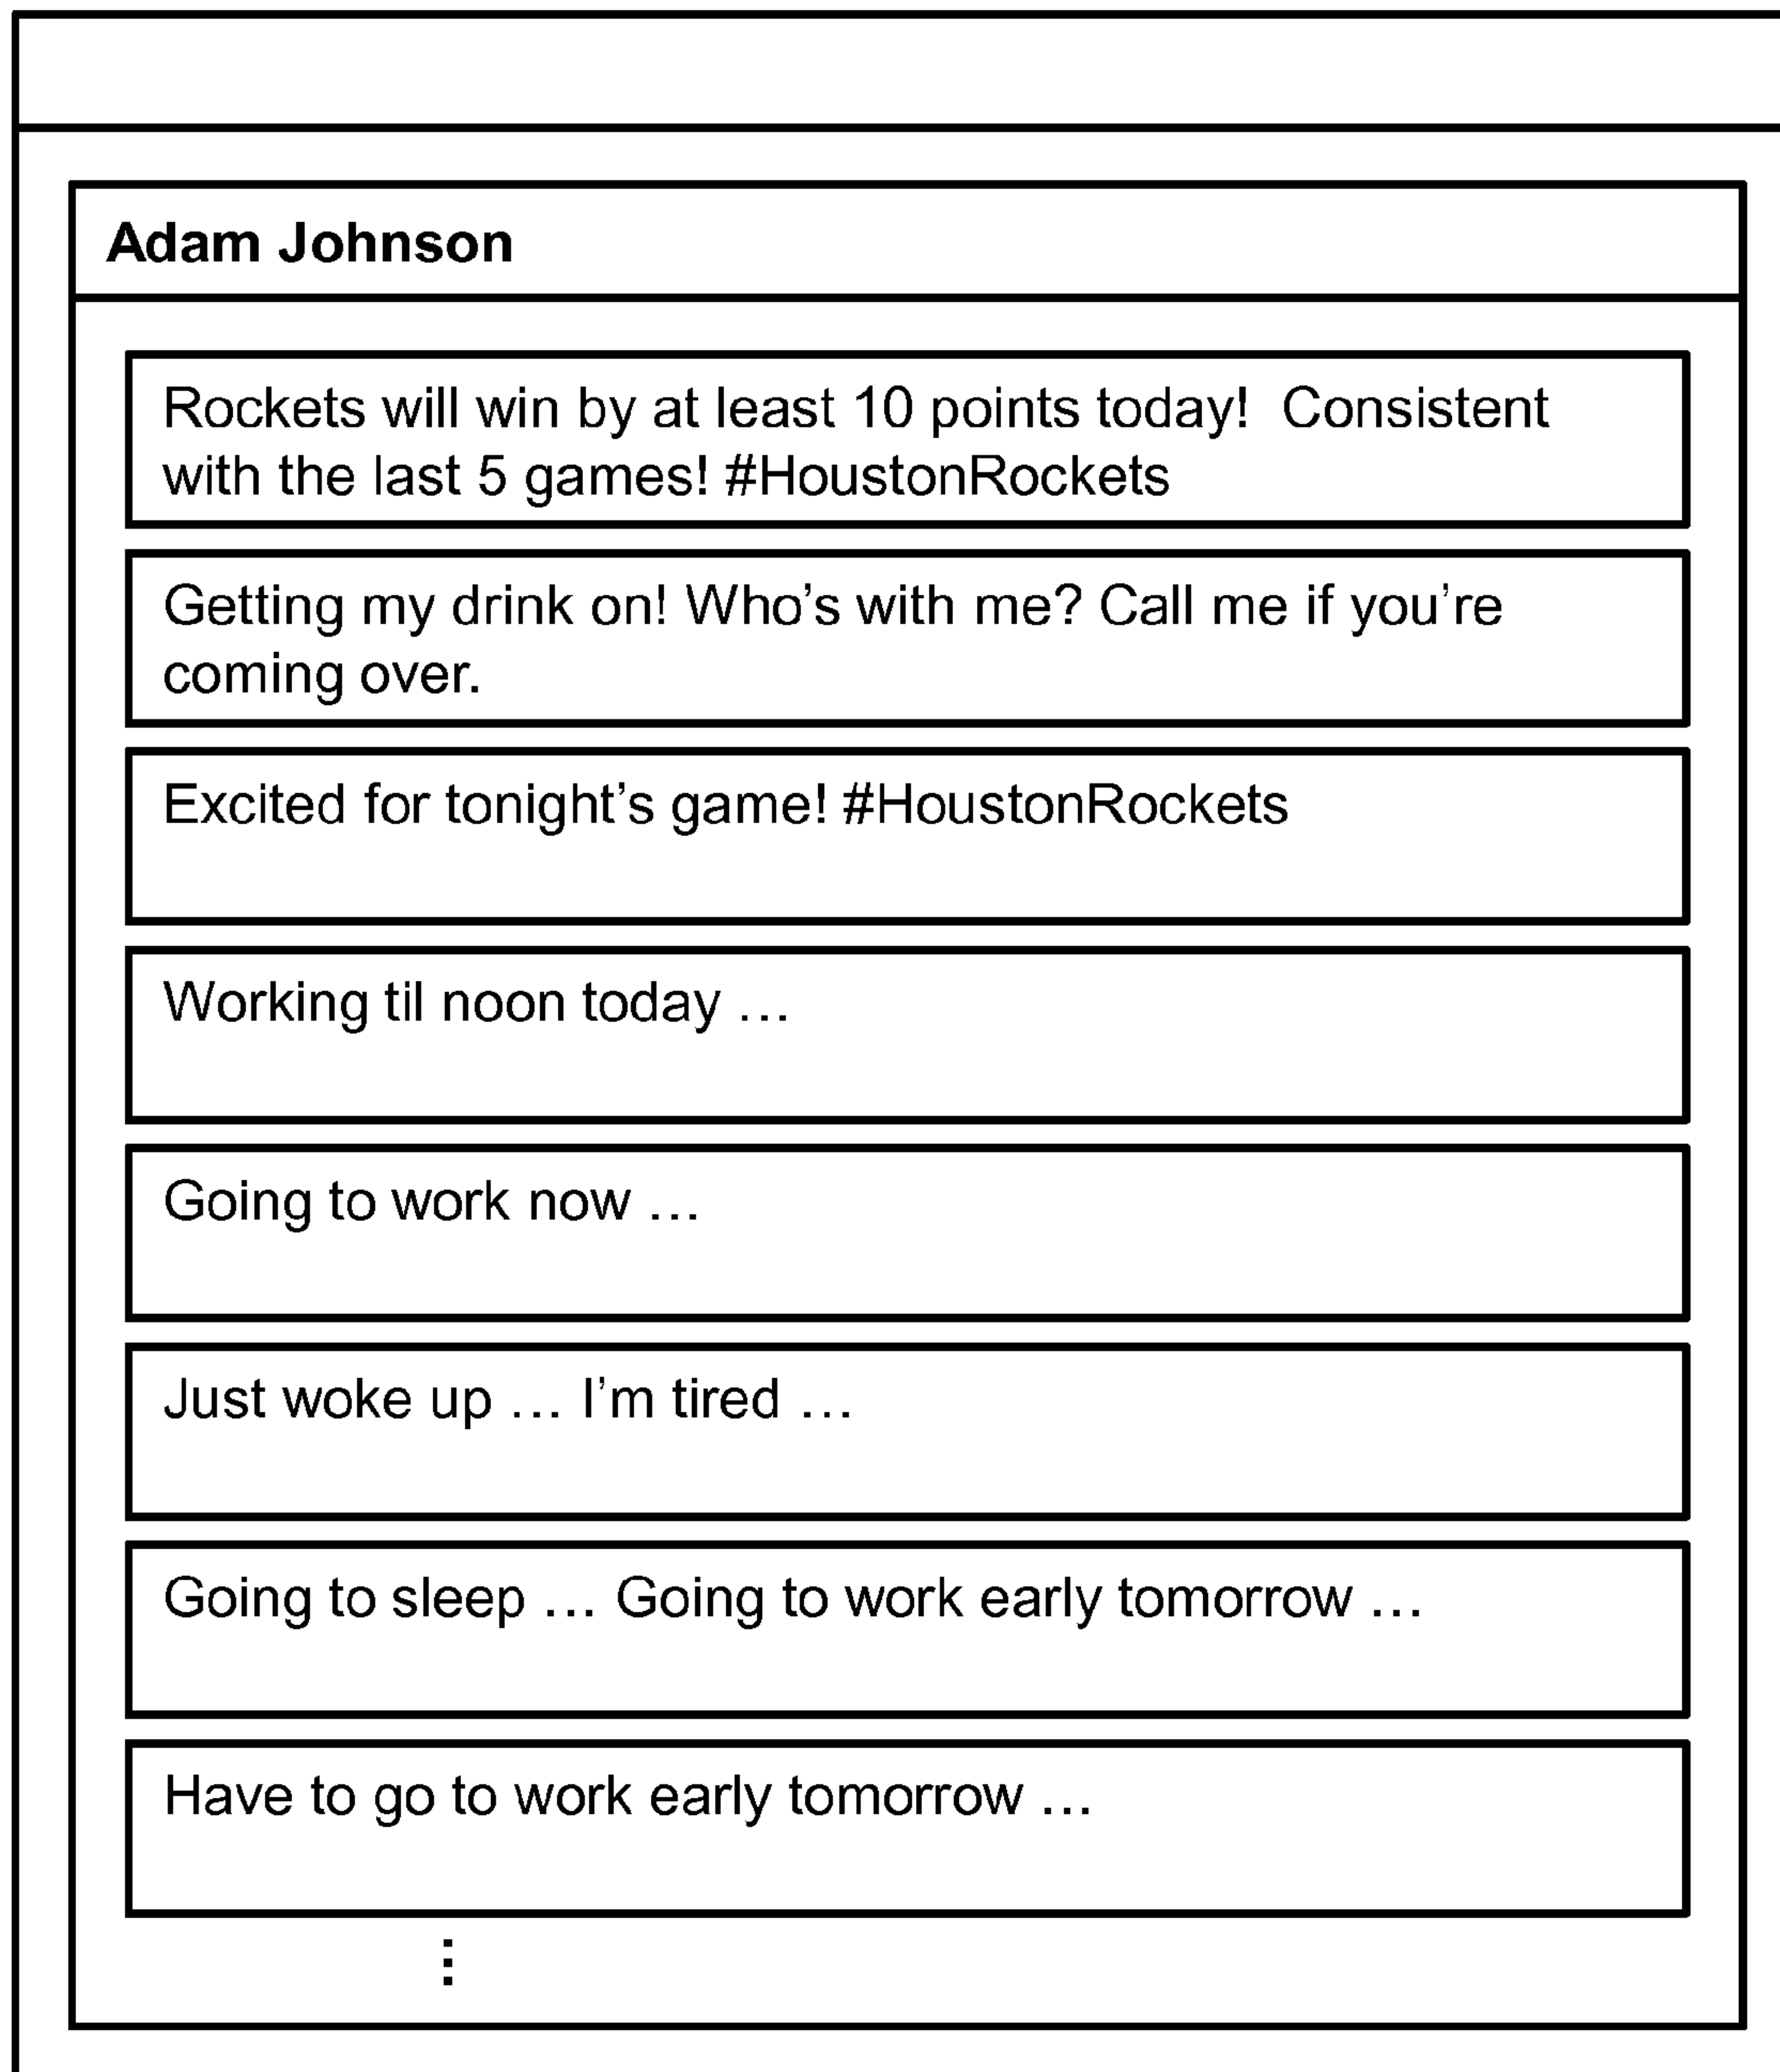 Adam Johnson
Rockets will win by at least 10 points today!  Consistent
with the last 5 games! #HoustonRockets
Getting my drink on! Who’s with me? Call me if you’re
coming over.
Excited for tonight’s game! #HoustonRockets
Working til noon today …
Going to work now …
Just woke up … I’m tired …
Going to sleep … Going to work early tomorrow …
Have to go to work early tomorrow …